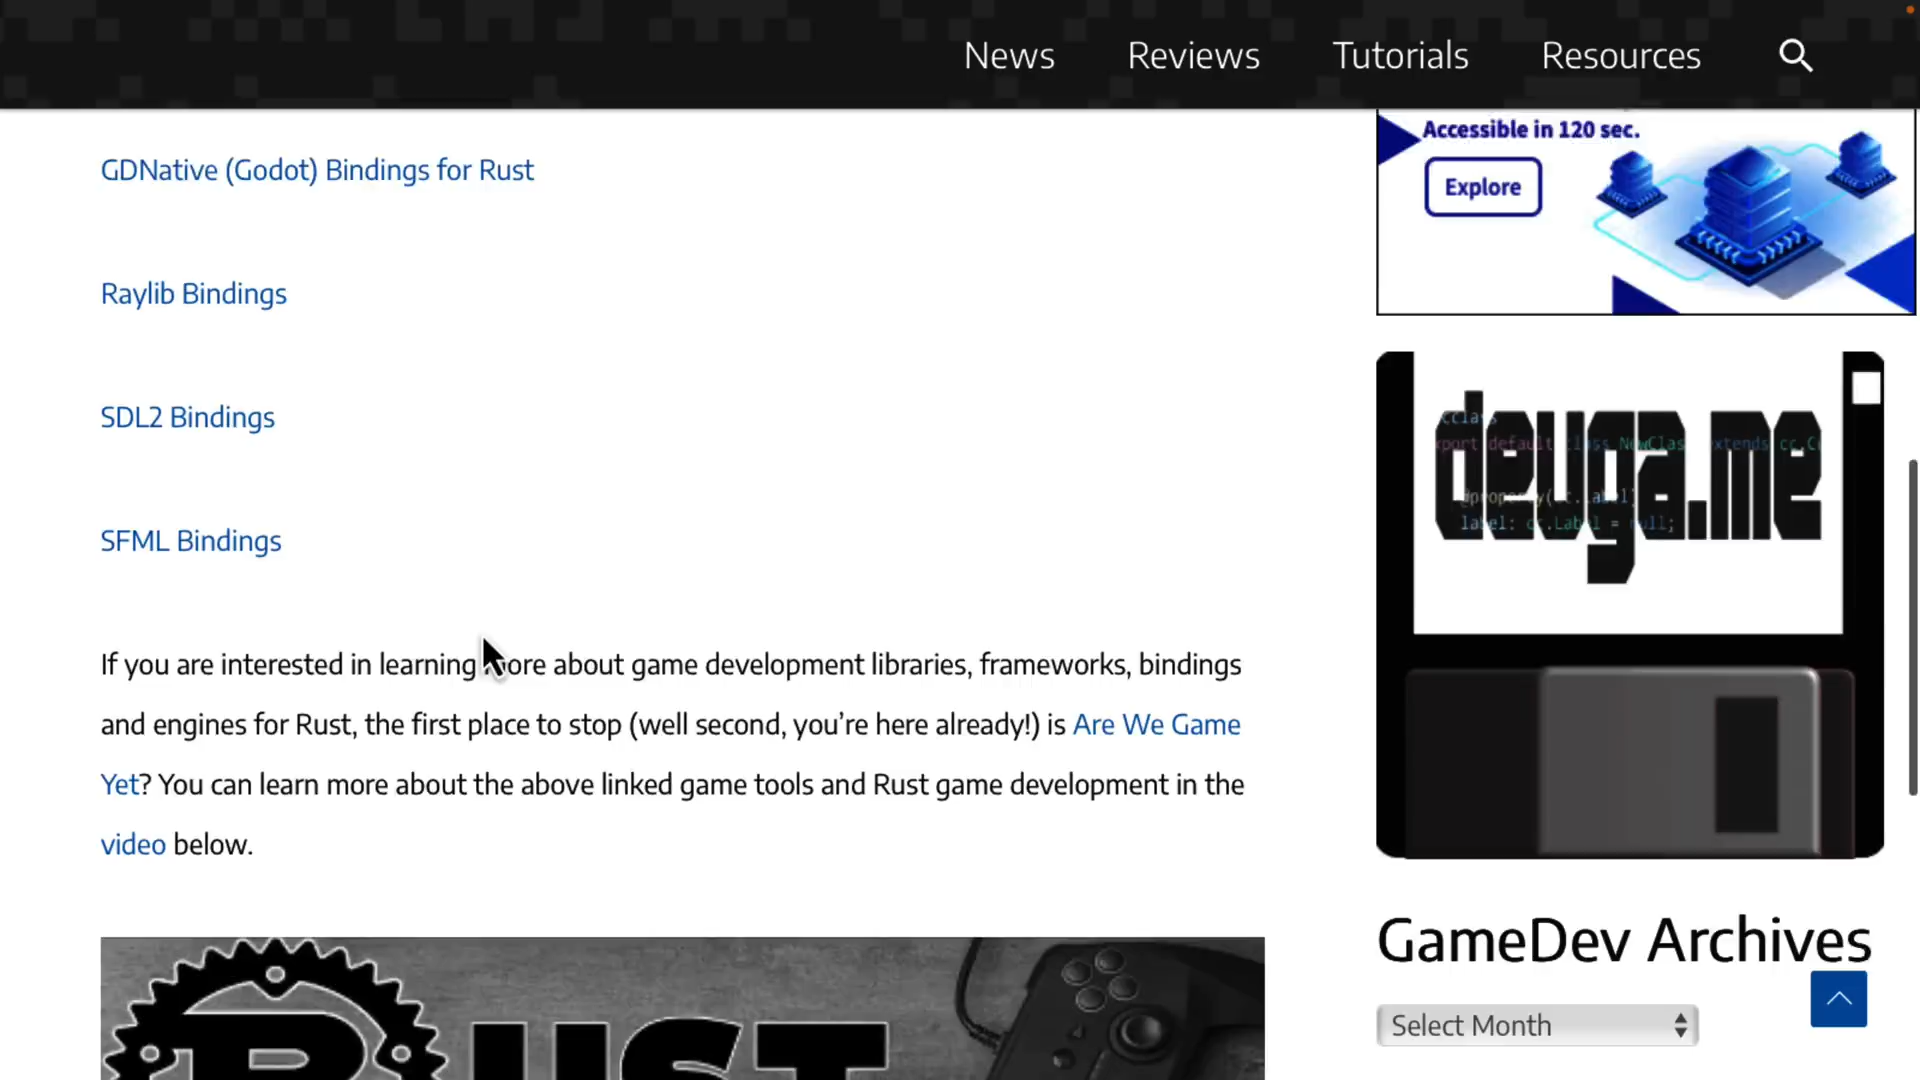 News
Reviews
Tutorials
Resources
GDNative (Godot) Bindings for Rust
Raylib Bindings
SDL2 Bindings
SFML Bindings
If you are interested in learning more about game development libraries, frameworks, bindings
and engines for Rust, the first place to stop (well second, you’re here already!) is Are We Game
Yet? You can learn more about the above linked game tools and Rust game development in the
video below.
RUST
Accessible in 120 sec.
Explore
devga.me
GameDev Archives
Select Month